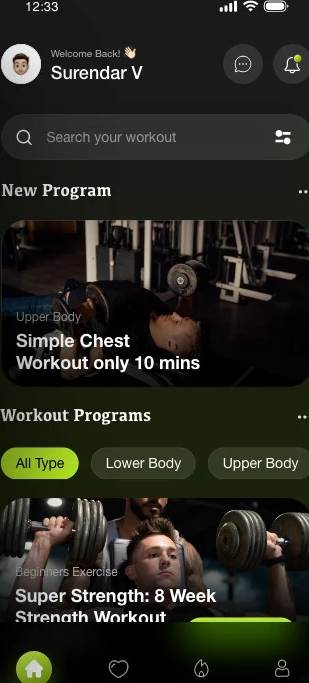 12:33
Welcome Back! 👋🏻
Surendar V
Search your workout
New Program
Upper Body
Simple Chest
Workout only 10 mins
Workout Programs
All Type
Lower Body
Upper Body
Beginners Exercise
Super Strength: 8 Week
Strength Workout